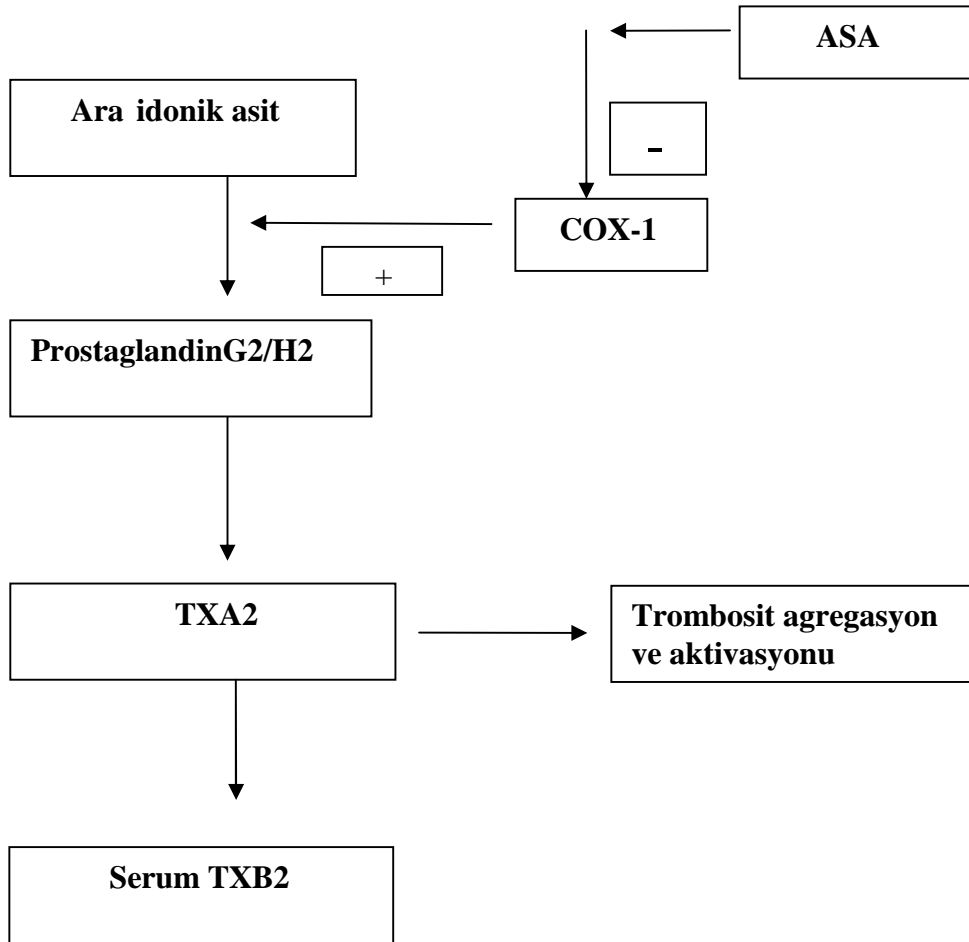 ASA
Ara idonik asit
-
COX-1
+
ProstaglandinG2/H2
TXA2
Trombosit agregasyon
ve aktivasyonu
Serum TXB2